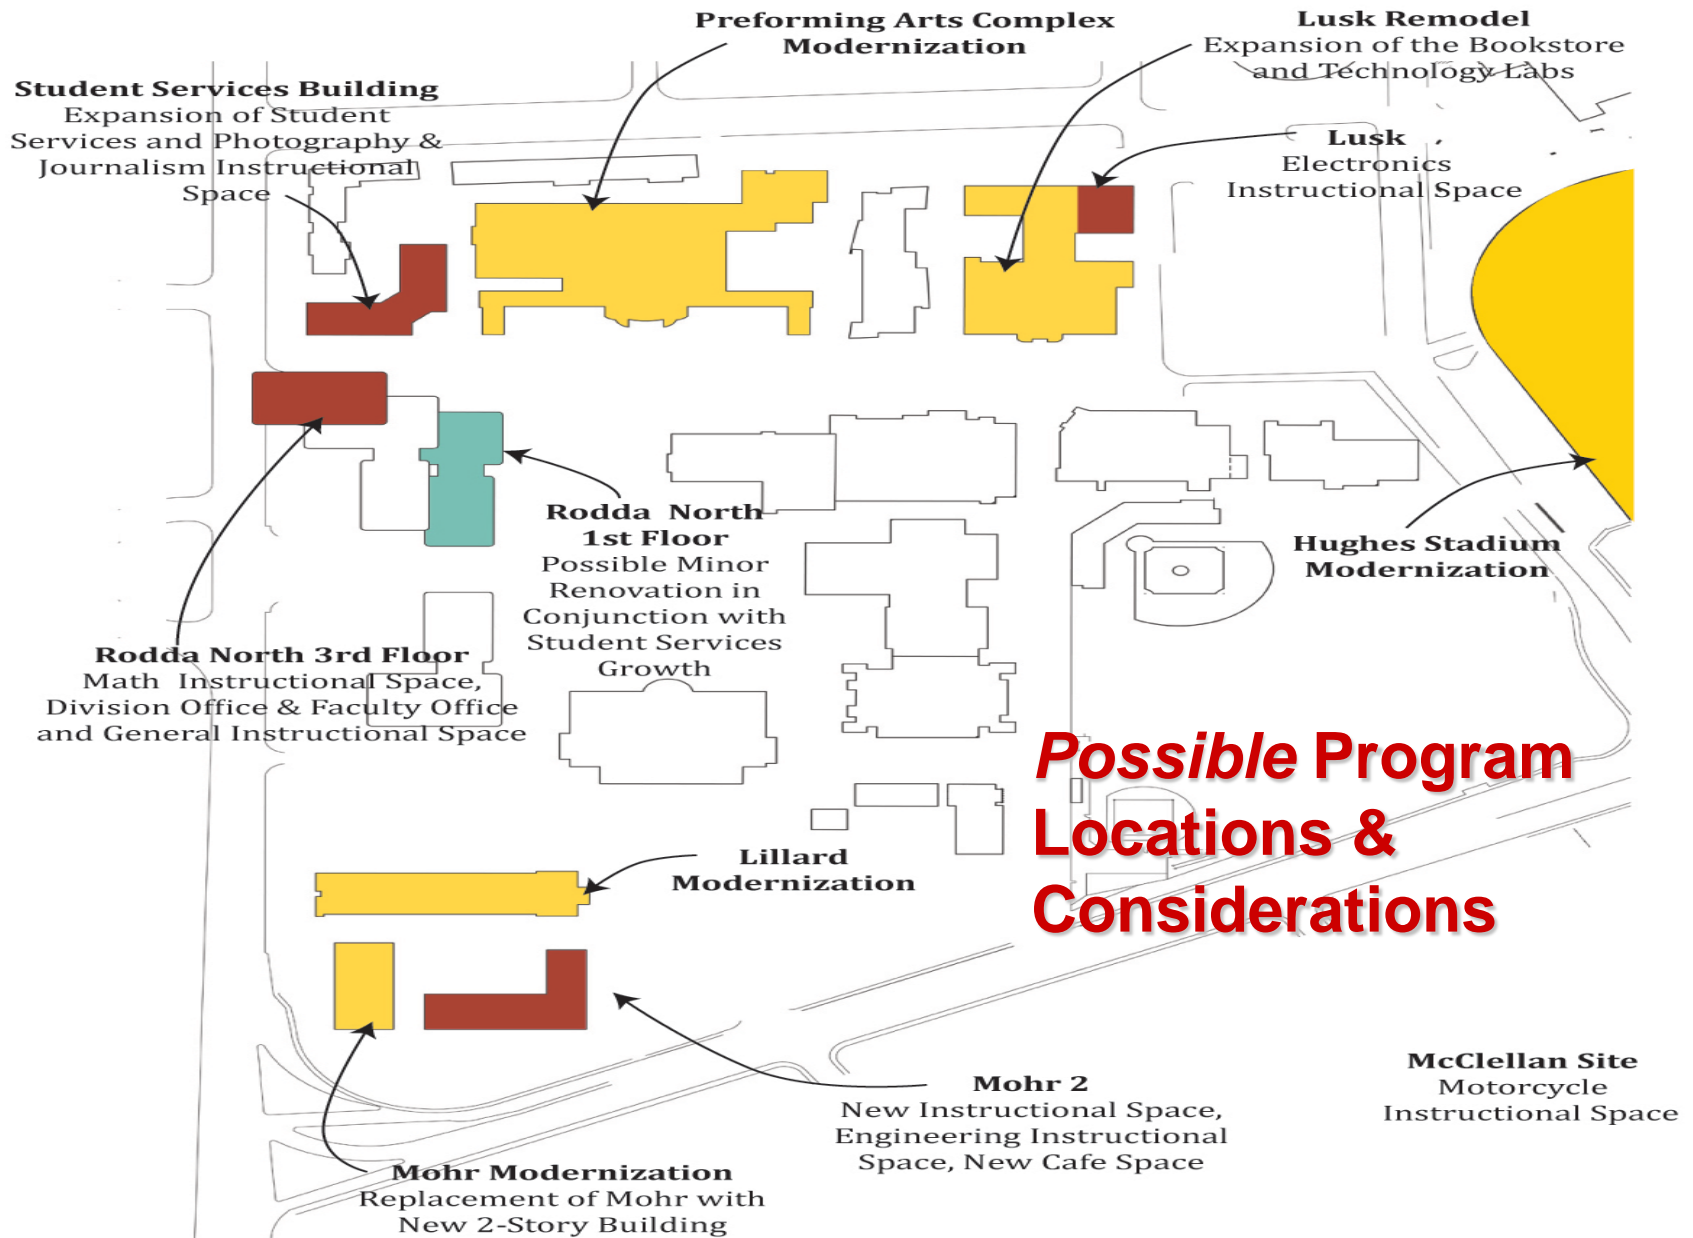 Preforming Arts Complex
Modernization
Lusk Remodel
Expansion of the Bookstore
and Technology Labs
Student Services Building
Expansion of Student
Services and Photography &
Journalism Instructional
Space
Lusk
Electronics
Instructional Space
Rodda North
1st Floor
Possible Minor
Renovation in
Conjunction with
Student Services
Growth
Hughes Stadium
Modernization
Rodda North 3rd Floor
Math Instructional Space,
Division Office & Faculty Office
and General Instructional Space
Possible Program
Locations &
Considerations
Lillard
Modernization
Mohr 2
New Instructional Space,
Engineering Instructional
Space, New Cafe Space
McClellan Site
Motorcycle
Instructional Space
Mohr Modernization
Replacement of Mohr with
New 2-Story Building